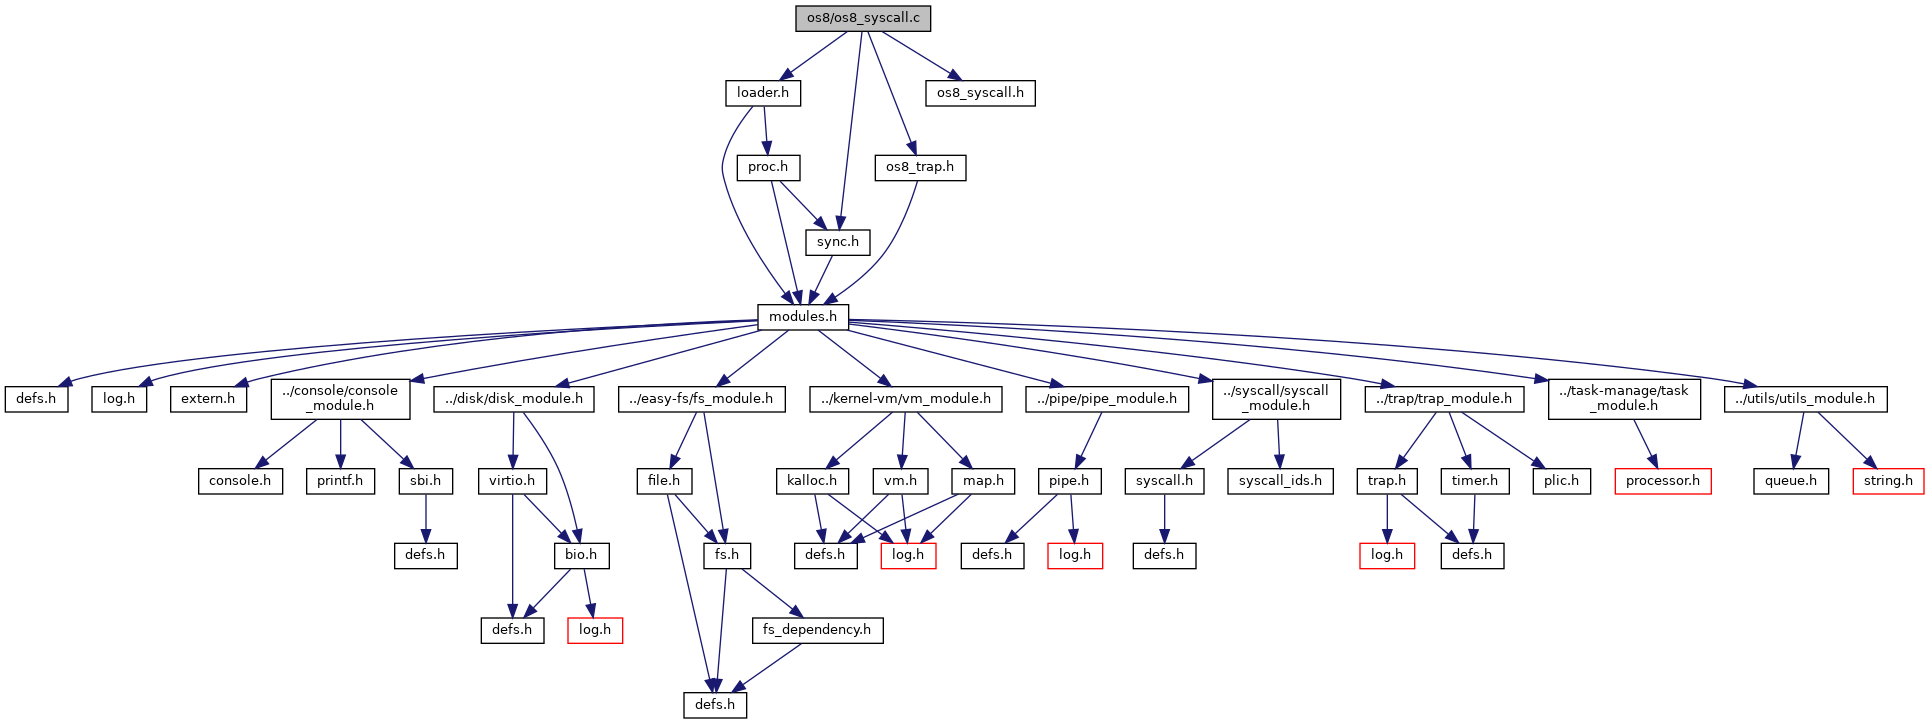 os8/os8_syscall.c
loader.h
os8_syscall.h
proc.h
os8_trap.h
sync.h
modules.h
defs.h
log.h
extern.h
../console/console
_module.h
../disk/disk_module.h
../easy-fs/fs_module.h
../kernel-vm/vm_module.h
../pipe/pipe_module.h
../syscall/syscall
_module.h
../trap/trap_module.h
../task-manage/task
_module.h
../utils/utils_module.h
console.h
printf.h
sbi.h
virtio.h
file.h
kalloc.h
vm.h
map.h
pipe.h
syscall.h
syscall_ids.h
trap.h
timer.h
plic.h
processor.h
queue.h
string.h
defs.h
bio.h
fs.h
defs.h
log.h
defs.h
log.h
defs.h
log.h
defs.h
defs.h
log.h
fs_dependency.h
defs.h